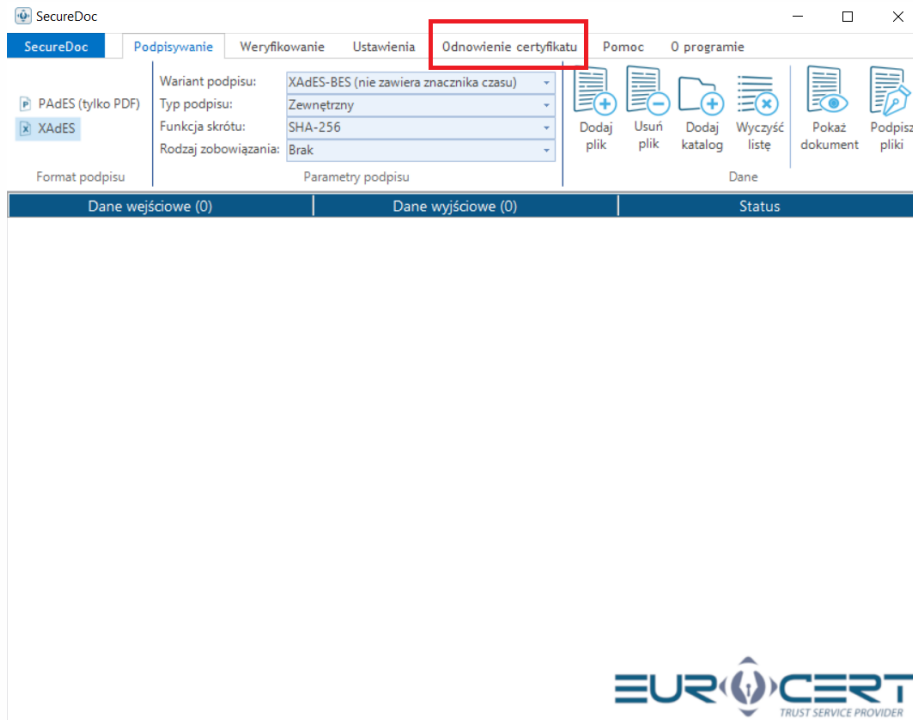 SecureDoc
SecureDoc Podpisywanie Weryfikowanie Ustawienia Odnowienie certyfikatu Pomoc O programie
PAdES (tylko PDF)
XAdES
Format podpisu
Wariant podpisu: XAdES-BES (nie zawiera znacznika czasu)
Typ podpisu: Zewnętrzny
Funkcja skrótu: SHA-256
Rodzaj zobowiązania: Brak
Parametry podpisu
Dodaj plik
Usuń plik
Dodaj katalog
Wyczyść listę
Pokaż dokument
Podpisz pliki
Dane
Dane wejściowe (0) Dane wyjściowe (0) Status
EUROCERT
TRUST SERVICE PROVIDER